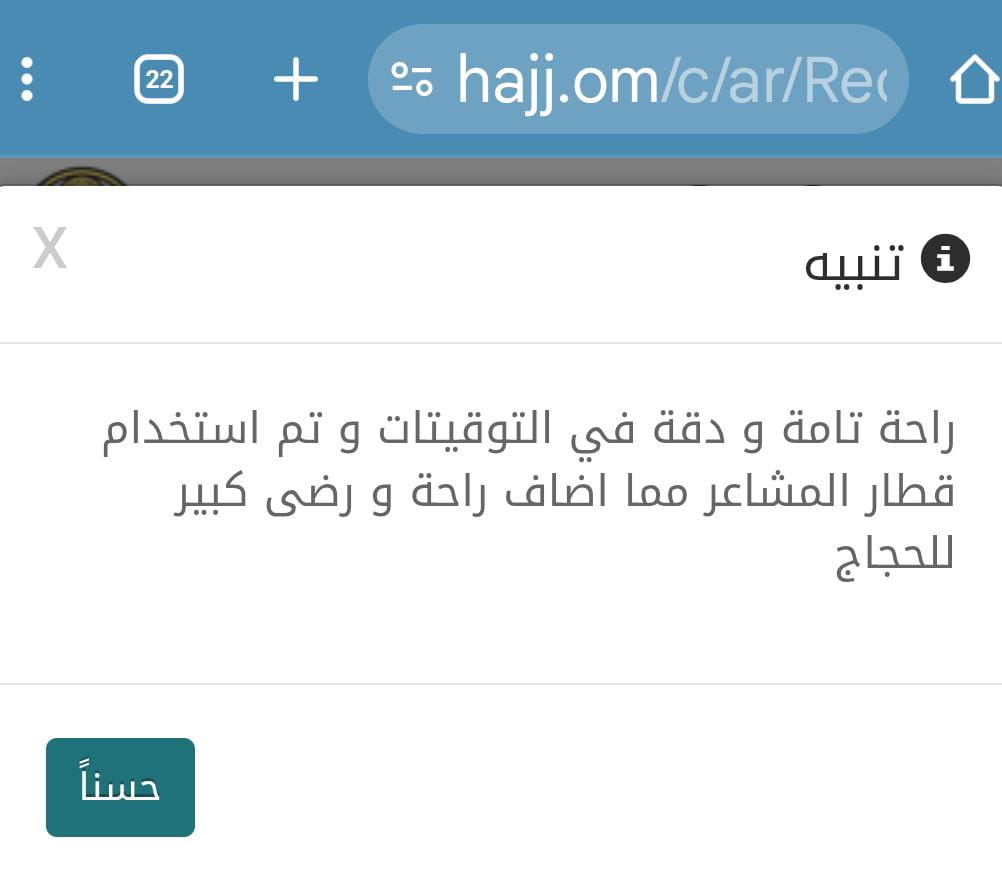 22
hajj.om/c/ar/Rec
تنبيه
X
راحة تامة و دقة في التوقيتات و تم استخدام
قطار المشاعر مما اضاف راحة و رضى كبير
للحجاج
حسناً